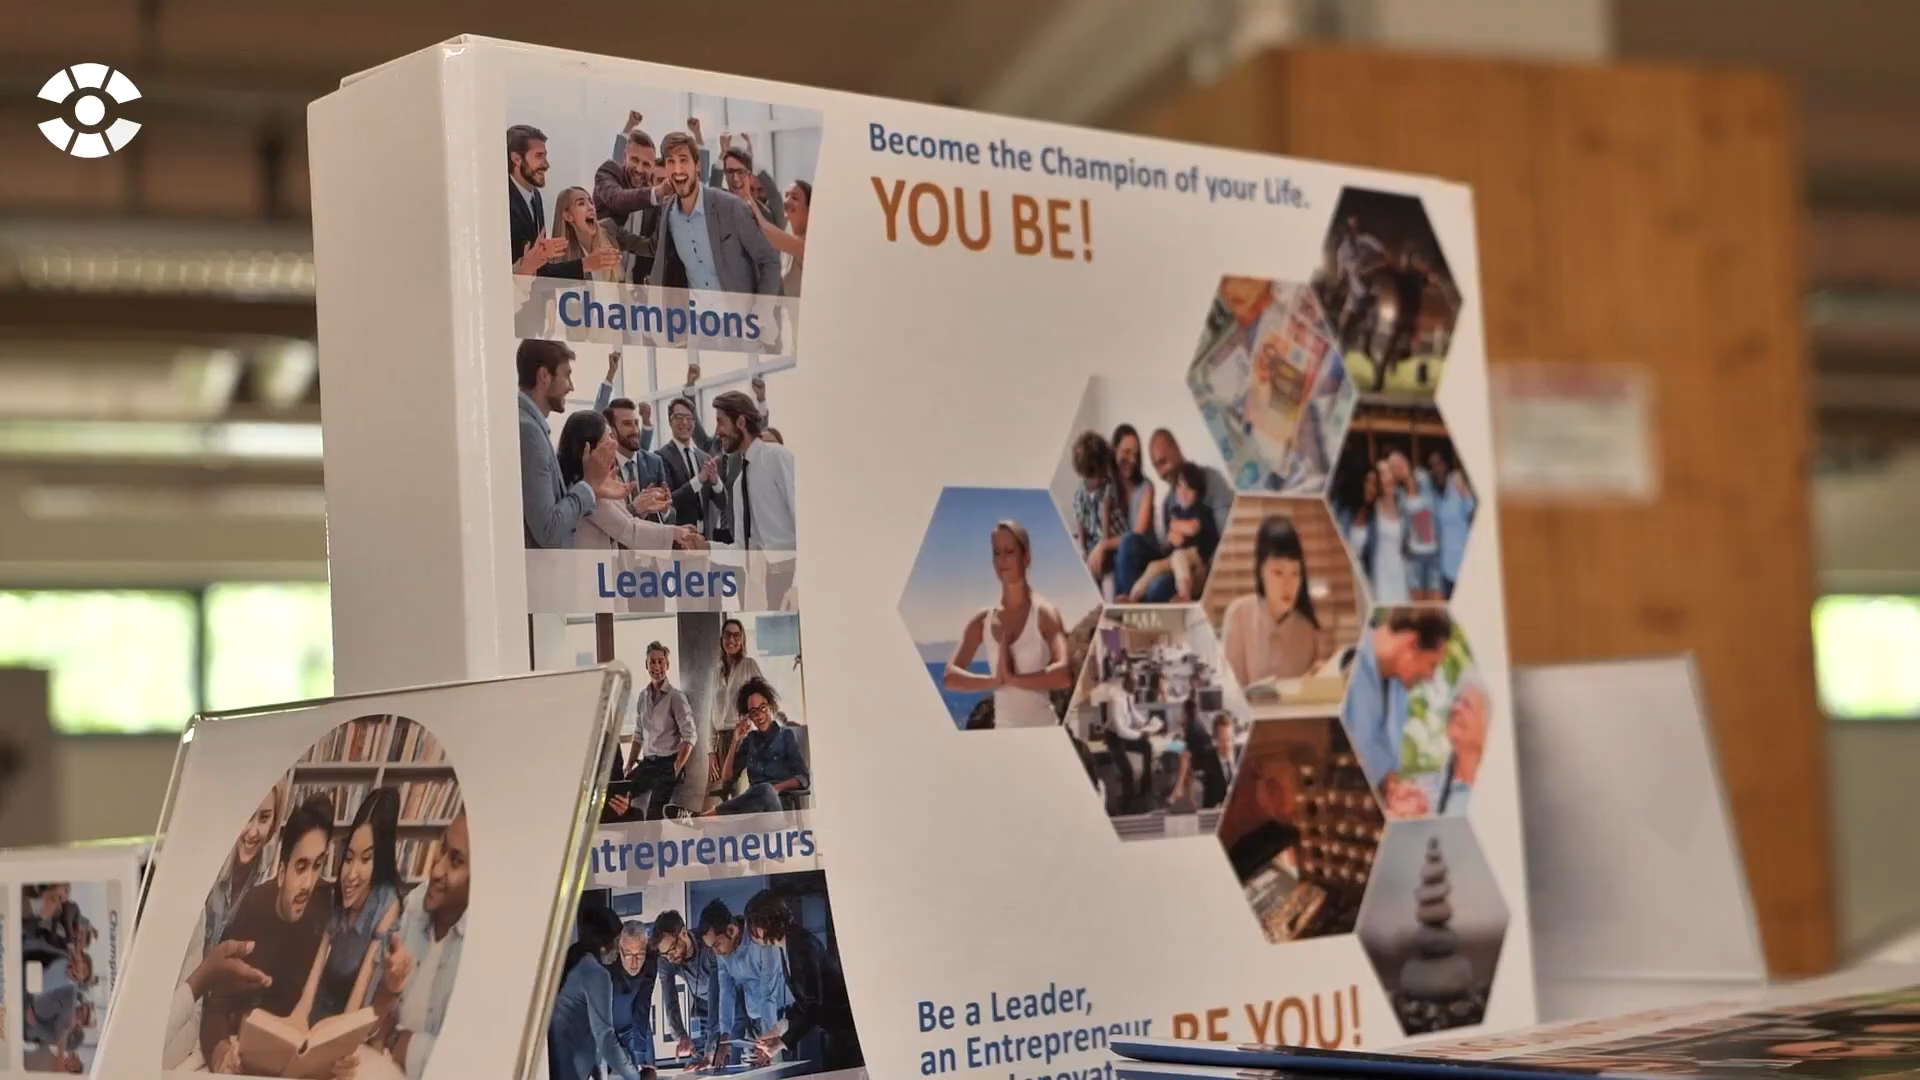 Become the Champion of your Life.
YOU BE!
Champions
Leaders
ntrepreneurs
Be a Leader,
an Entrepreneur
BE YOU!